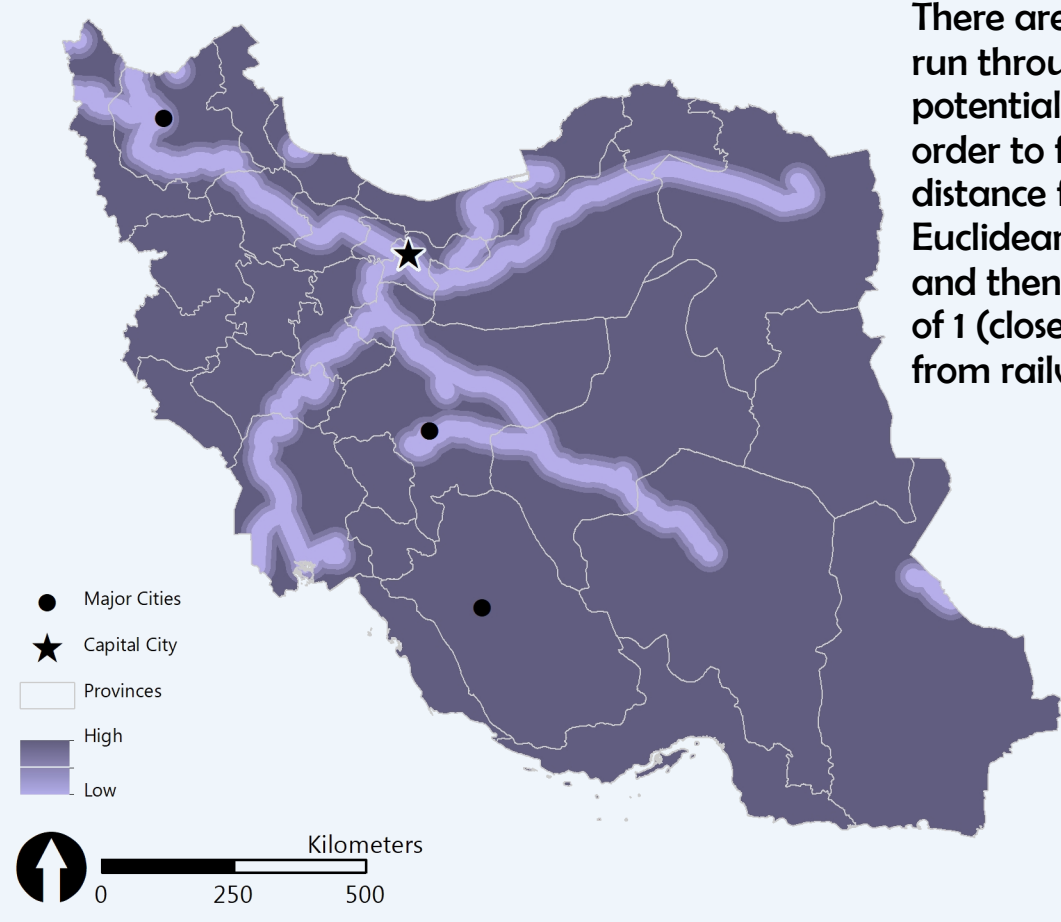 There are
run throu
potential
order to f
distance f
Euclidean
and then
of 1 (close
from rail
Major Cities
Capital City
Provinces
High
Low
Kilometers
0 250 500